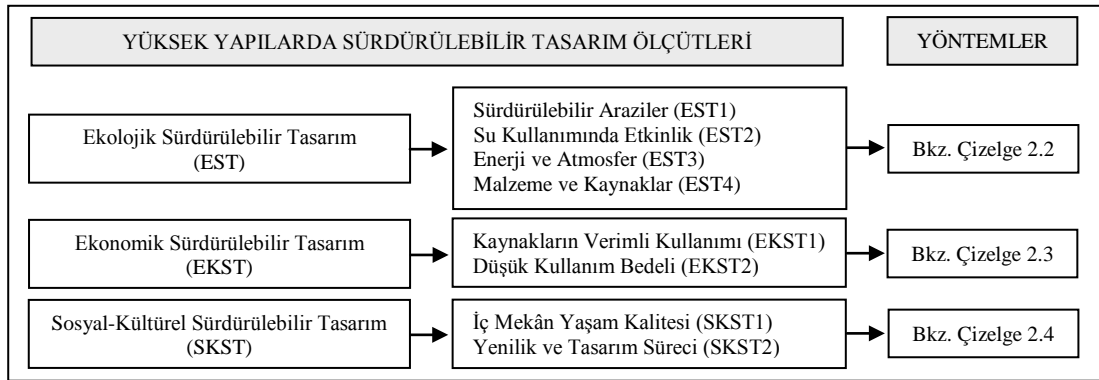 YÜKSEK YAPILARDA SÜRDÜRÜLEBİLİR TASARIM ÖLÇÜTLERİ
YÖNTEMLER
Ekolojik Sürdürülebilir Tasarım
(EST)
Sürdürülebilir Araziler (EST1)
Su Kullanımında Etkinlik (EST2)
Enerji ve Atmosfer (EST3)
Malzeme ve Kaynaklar (EST4)
Bkz. Çizelge 2.2
Ekonomik Sürdürülebilir Tasarım
(EKST)
Kaynakların Verimli Kullanımı (EKST1)
Düşük Kullanım Bedeli (EKST2)
Bkz. Çizelge 2.3
Sosyal-Kültürel Sürdürülebilir Tasarım
(SKST)
İç Mekân Yaşam Kalitesi (SKST1)
Yenilik ve Tasarım Süreci (SKST2)
Bkz. Çizelge 2.4